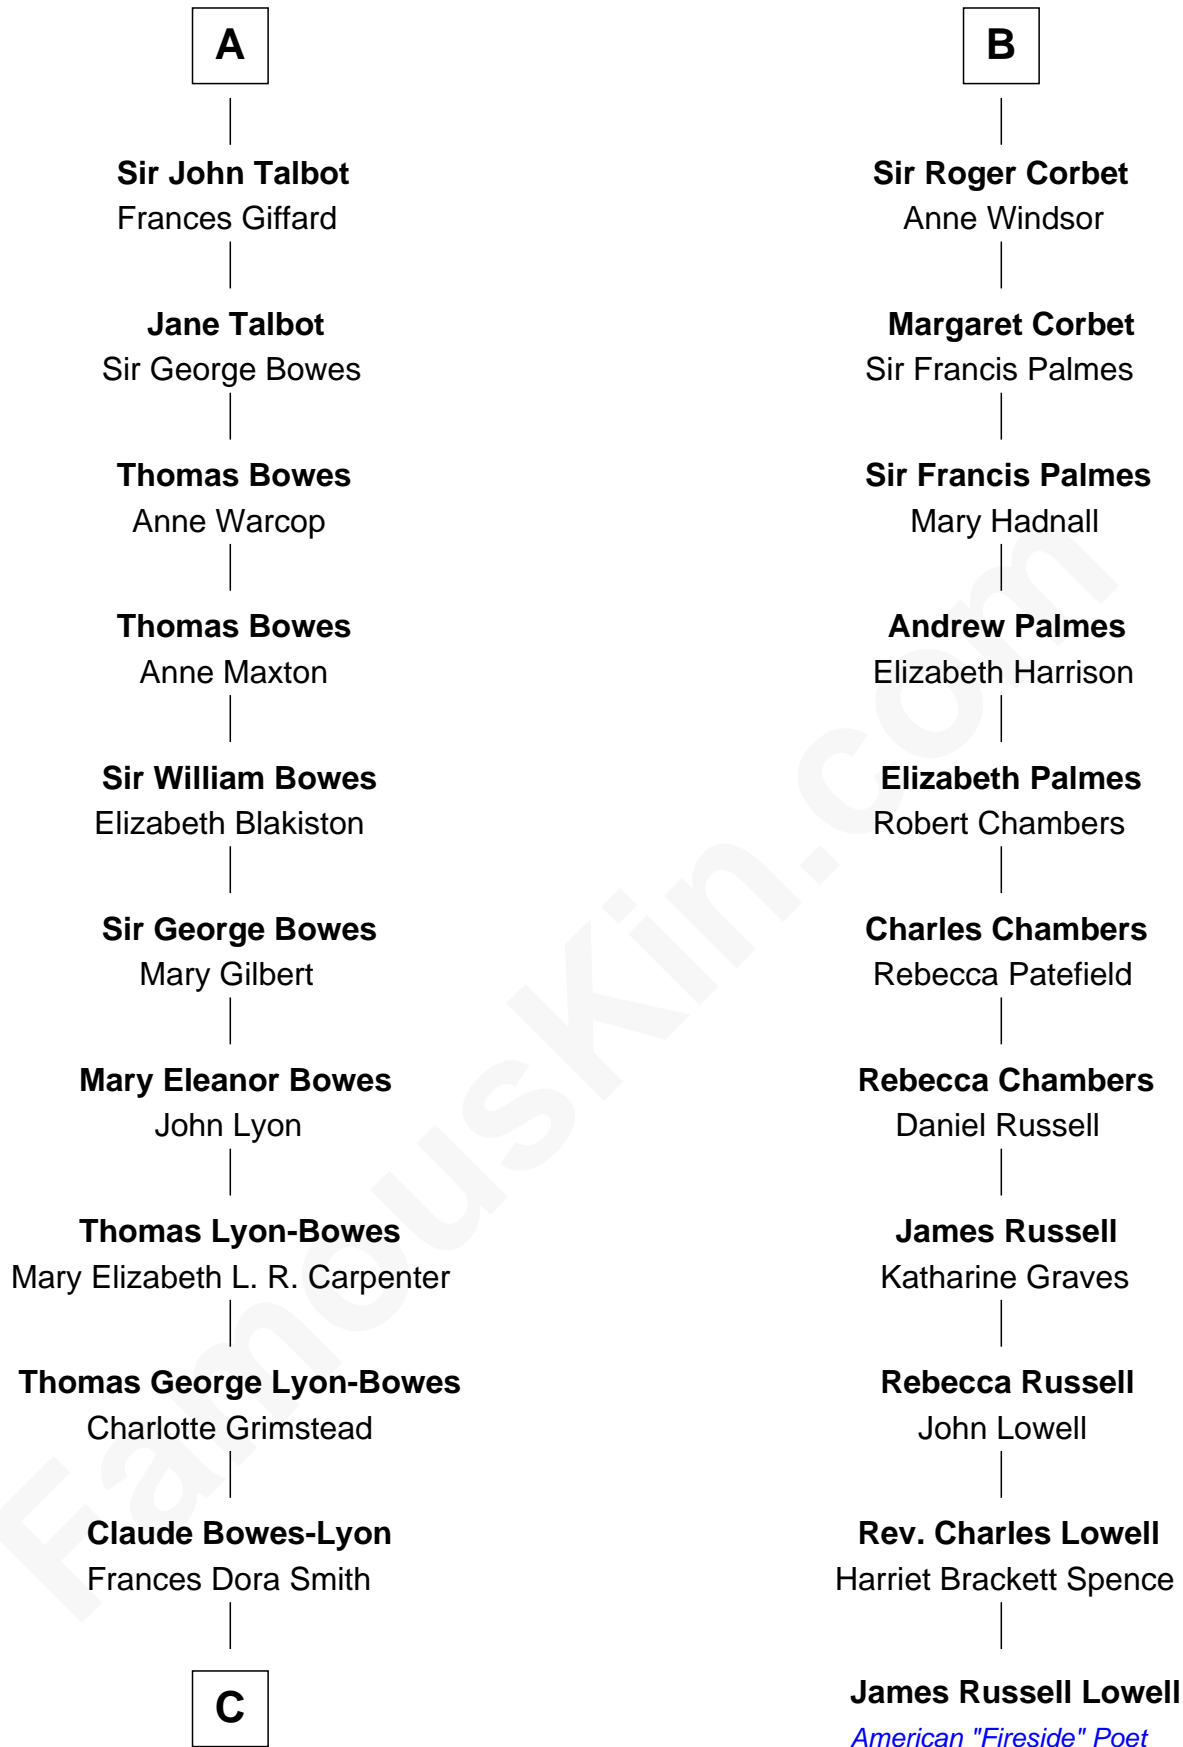 A
Sir John Talbot
Frances Giffard
Jane Talbot
Sir George Bowes
Thomas Bowes
Anne Warcop
Thomas Bowes
Anne Maxton
Sir William Bowes
Elizabeth Blakiston
Sir George Bowes
Mary Gilbert
Mary Eleanor Bowes
John Lyon
Thomas Lyon-Bowes
Mary Elizabeth L. R. Carpenter
Thomas George Lyon-Bowes
Charlotte Grimstead
Claude Bowes-Lyon
Frances Dora Smith
C
B
Sir Roger Corbet
Anne Windsor
Margaret Corbet
Sir Francis Palmes
Sir Francis Palmes
Mary Hadnall
Andrew Palmes
Elizabeth Harrison
Elizabeth Palmes
Robert Chambers
Charles Chambers
Rebecca Patefield
Rebecca Chambers
Daniel Russell
James Russell
Katharine Graves
Rebecca Russell
John Lowell
Rev. Charles Lowell
Harriet Brackett Spence
James Russell Lowell
American "Fireside" Poet
FamousKin.com